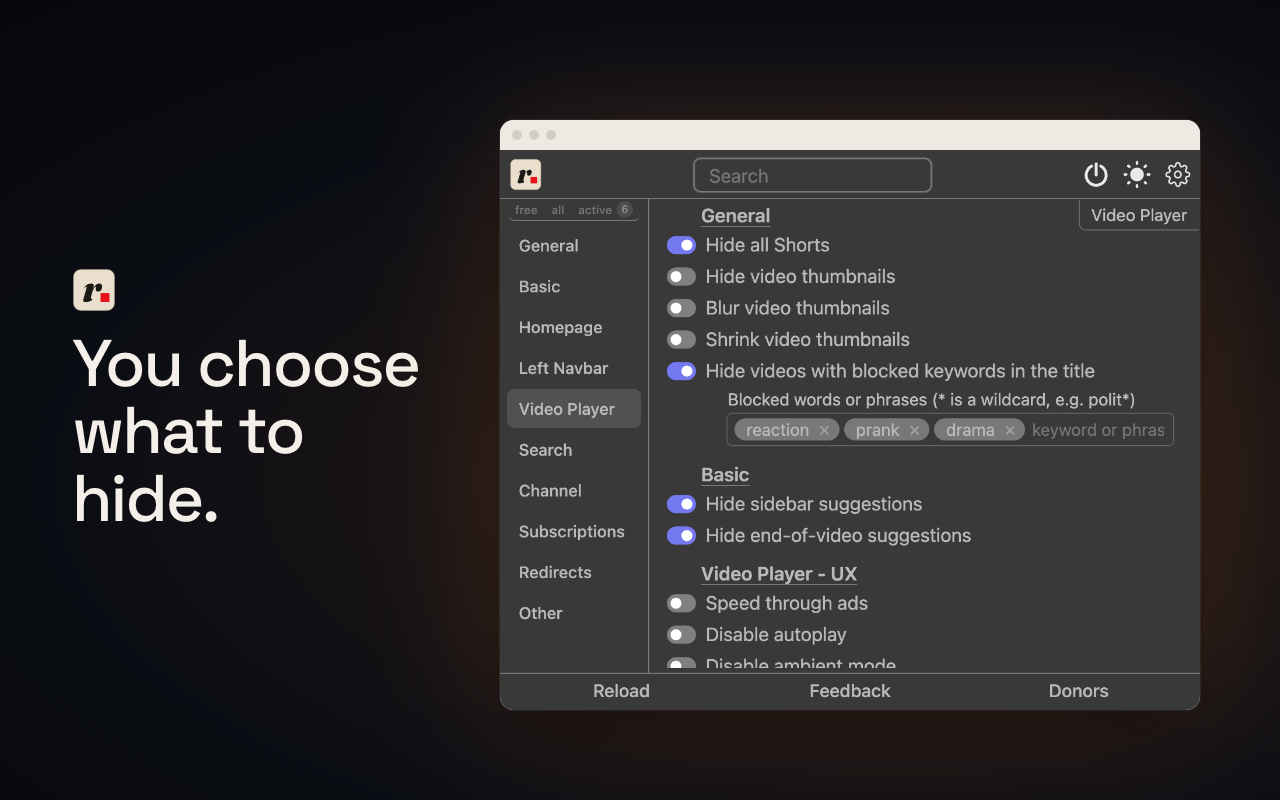 r.
You choose
what to
hide.
r.
Search
free all active 6
General
Basic
Homepage
Left Navbar
Video Player
Search
Channel
Subscriptions
Redirects
Other
Video Player
General
Hide all Shorts
Hide video thumbnails
Blur video thumbnails
Shrink video thumbnails
Hide videos with blocked keywords in the title
Blocked words or phrases (* is a wildcard, e.g. polit*)
reaction × prank × drama × keyword or phras
Basic
Hide sidebar suggestions
Hide end-of-video suggestions
Video Player - UX
Speed through ads
Disable autoplay
Disable ambient mode
Reload Feedback Donors